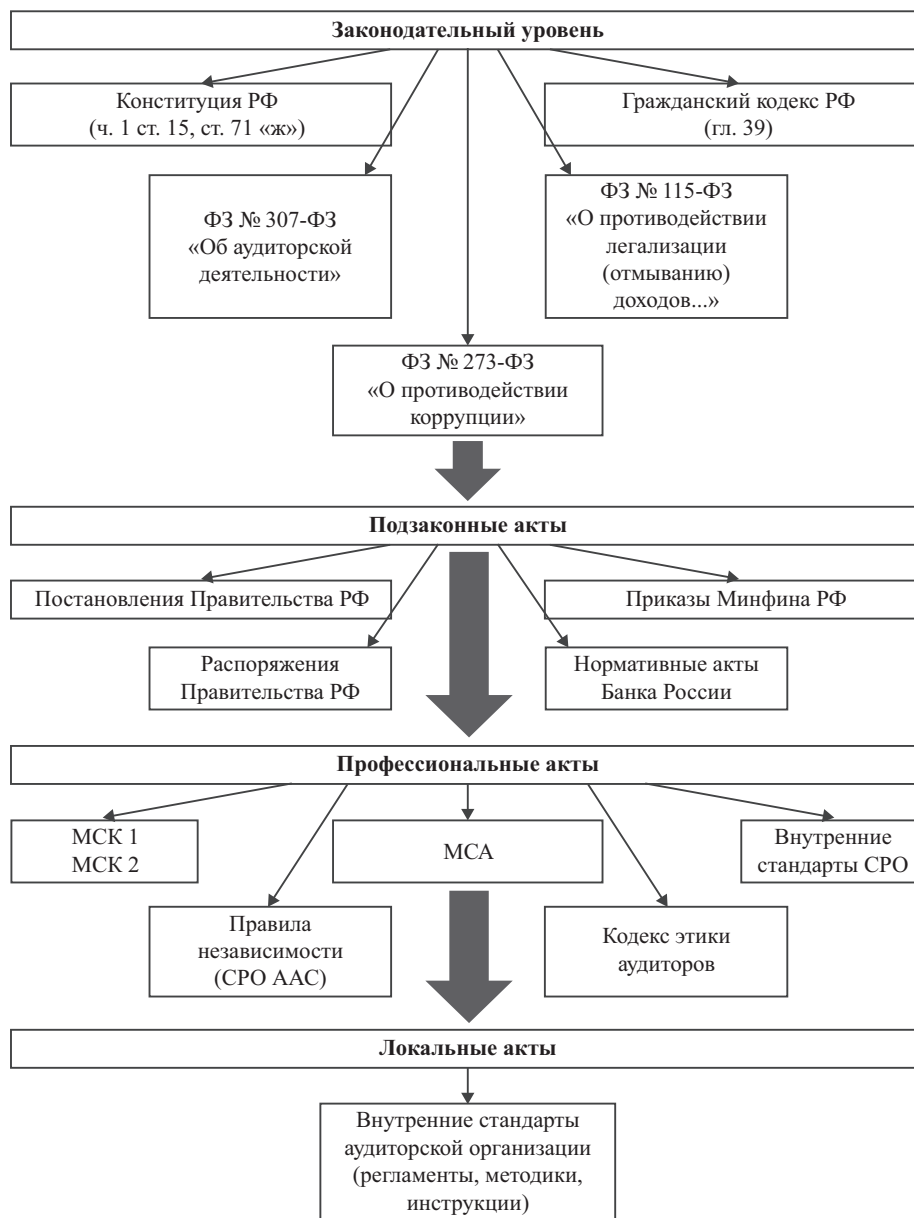 Законодательный уровень
Конституция РФ
(ч. 1 ст. 15, ст. 71 «ж»)
Гражданский кодекс РФ
(гл. 39)
ФЗ № 307-ФЗ
«Об аудиторской
деятельности»
ФЗ № 115-ФЗ
«О противодействии
легализации
(отмыванию)
доходов...»
ФЗ № 273-ФЗ
«О противодействии
коррупции»
Подзаконные акты
Постановления Правительства РФ
Приказы Минфина РФ
Распоряжения
Правительства РФ
Нормативные акты
Банка России
Профессиональные акты
МСК 1
МСК 2
МСА
Внутренние
стандарты СРО
Правила
независимости
(СРО ААС)
Кодекс этики
аудиторов
Локальные акты
Внутренние стандарты
аудиторской организации
(регламенты, методики,
инструкции)